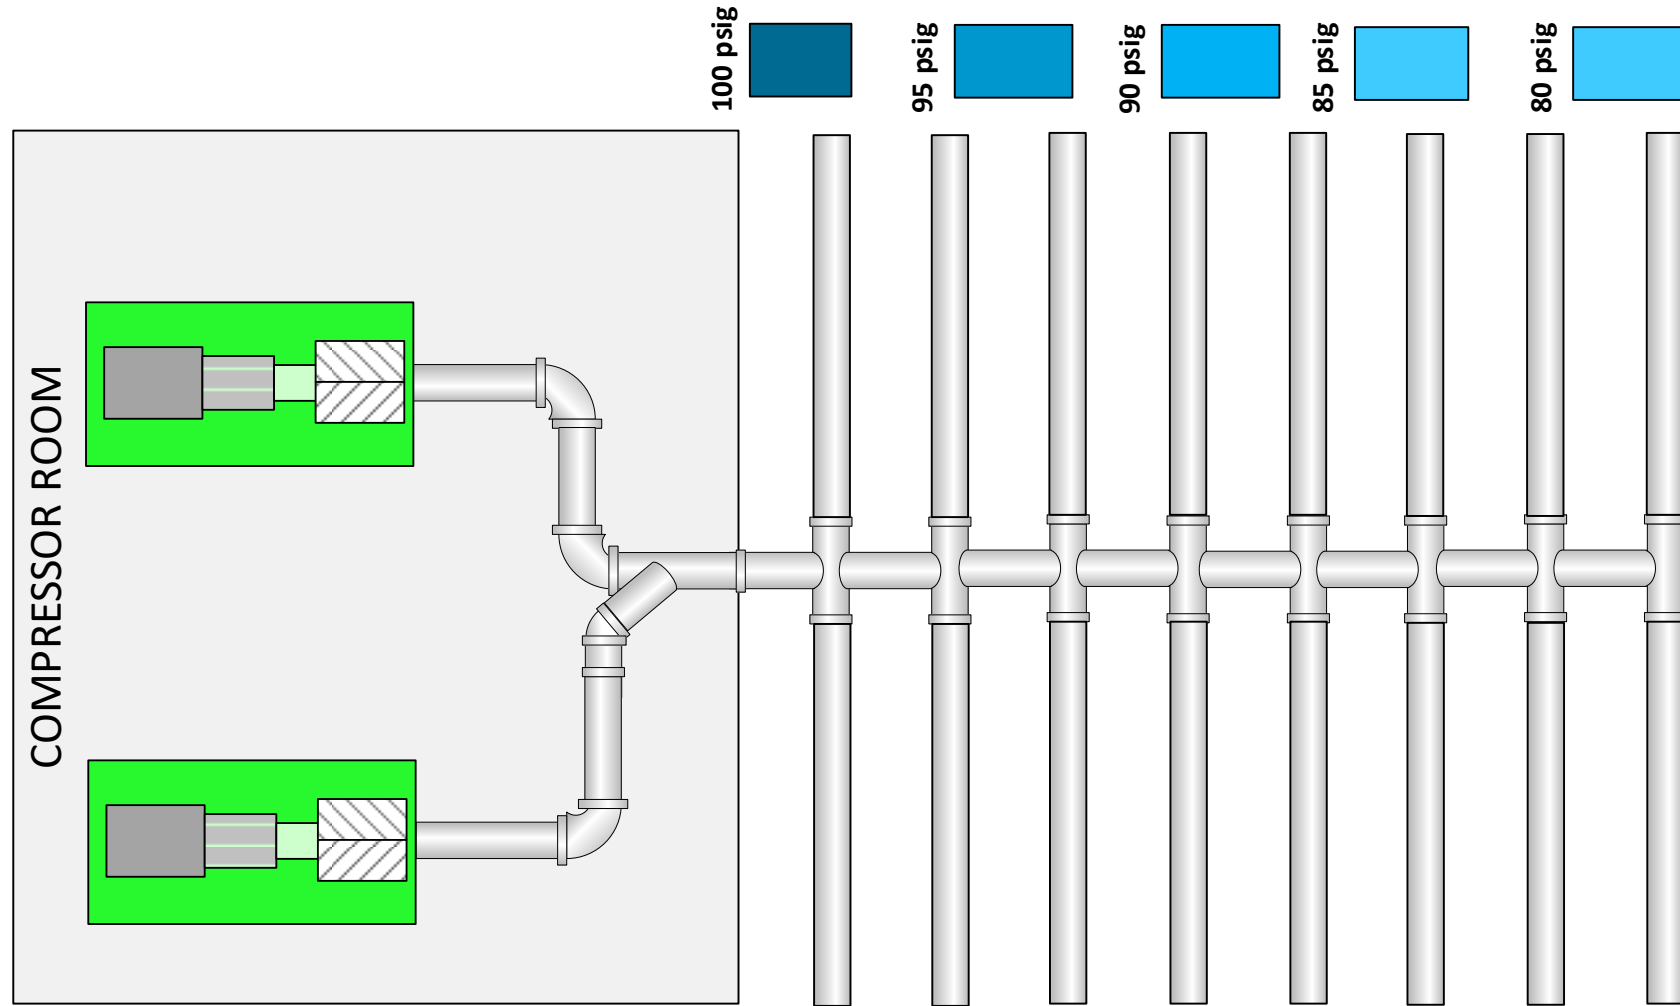 100 psig
95 psig
90 psig
85 psig
80 psig
COMPRESSOR ROOM